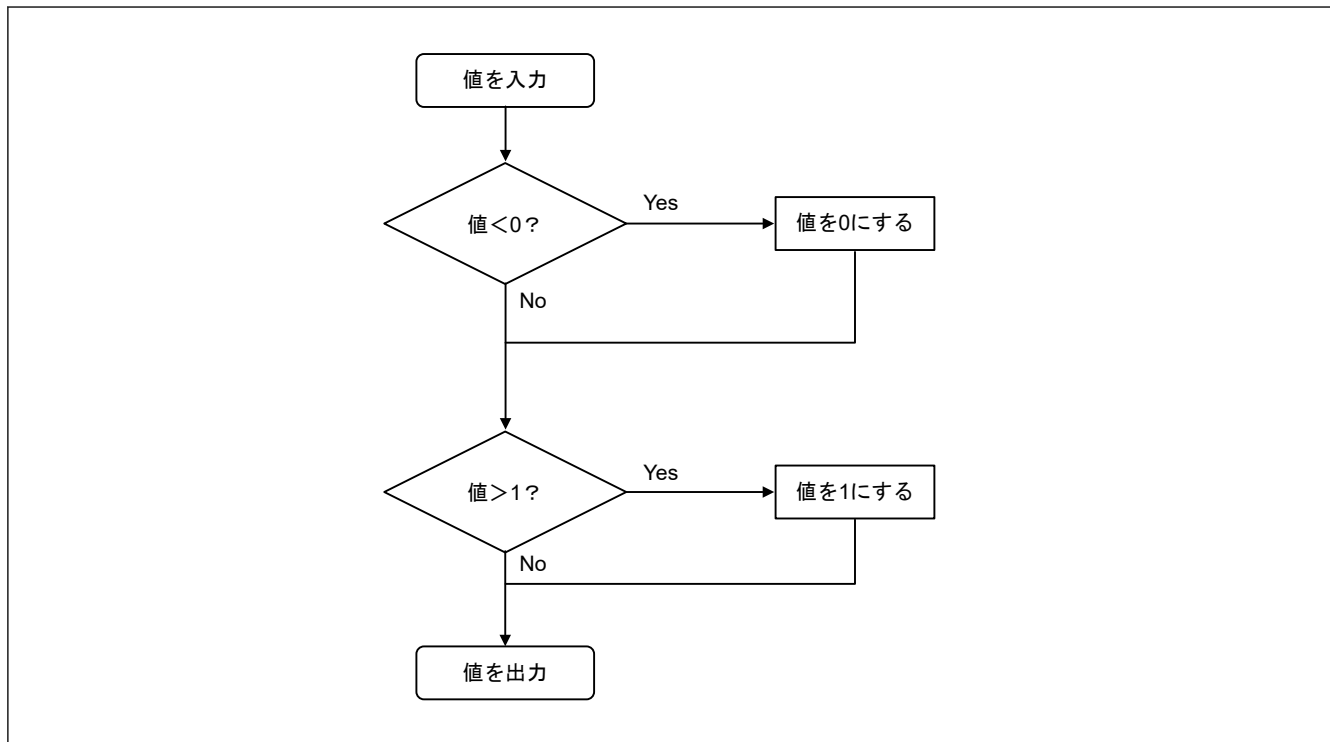 値を入力
値<0?
Yes
値を0にする
No
値>1?
Yes
値を1にする
No
値を出力